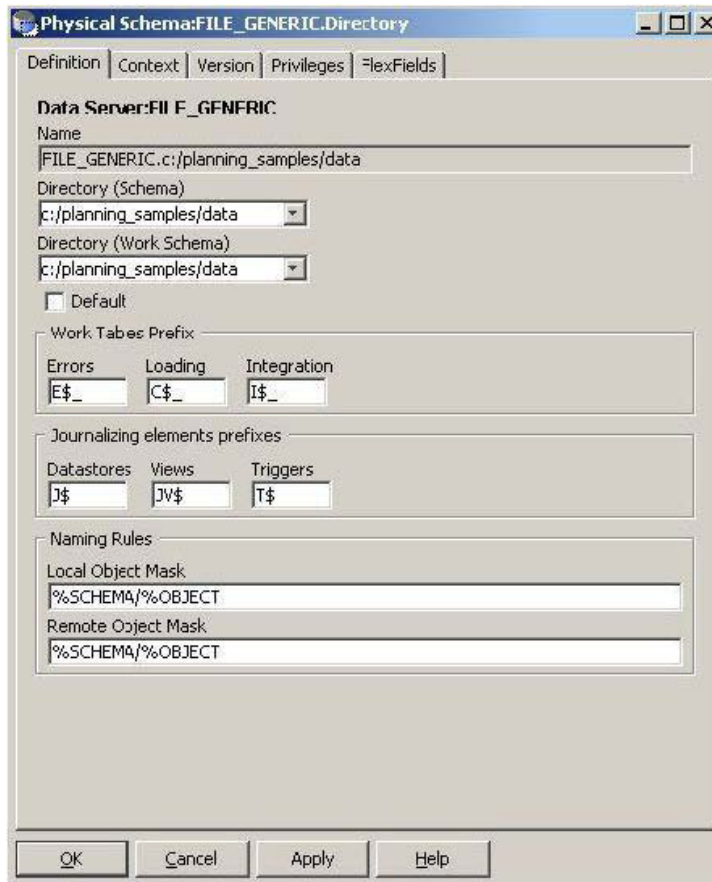 Physical Schema:FILE_GENERIC.Directory
Definition Context Version Privileges FlexFields
Data Server:FILE_GENERIC
Name
FILE_GENERIC.c:/planning_samples/data
Directory (Schema)
c:/planning_samples/data
Directory (Work Schema)
c:/planning_samples/data
Default
Work Tabes Prefix
Errors Loading Integration
E$_ C$_ I$_
Journalizing elements prefixes
Datastores Views Triggers
J$ JV$ T$
Naming Rules
Local Object Mask
%SCHEMA/%OBJECT
Remote Object Mask
%SCHEMA/%OBJECT
OK Cancel Apply Help